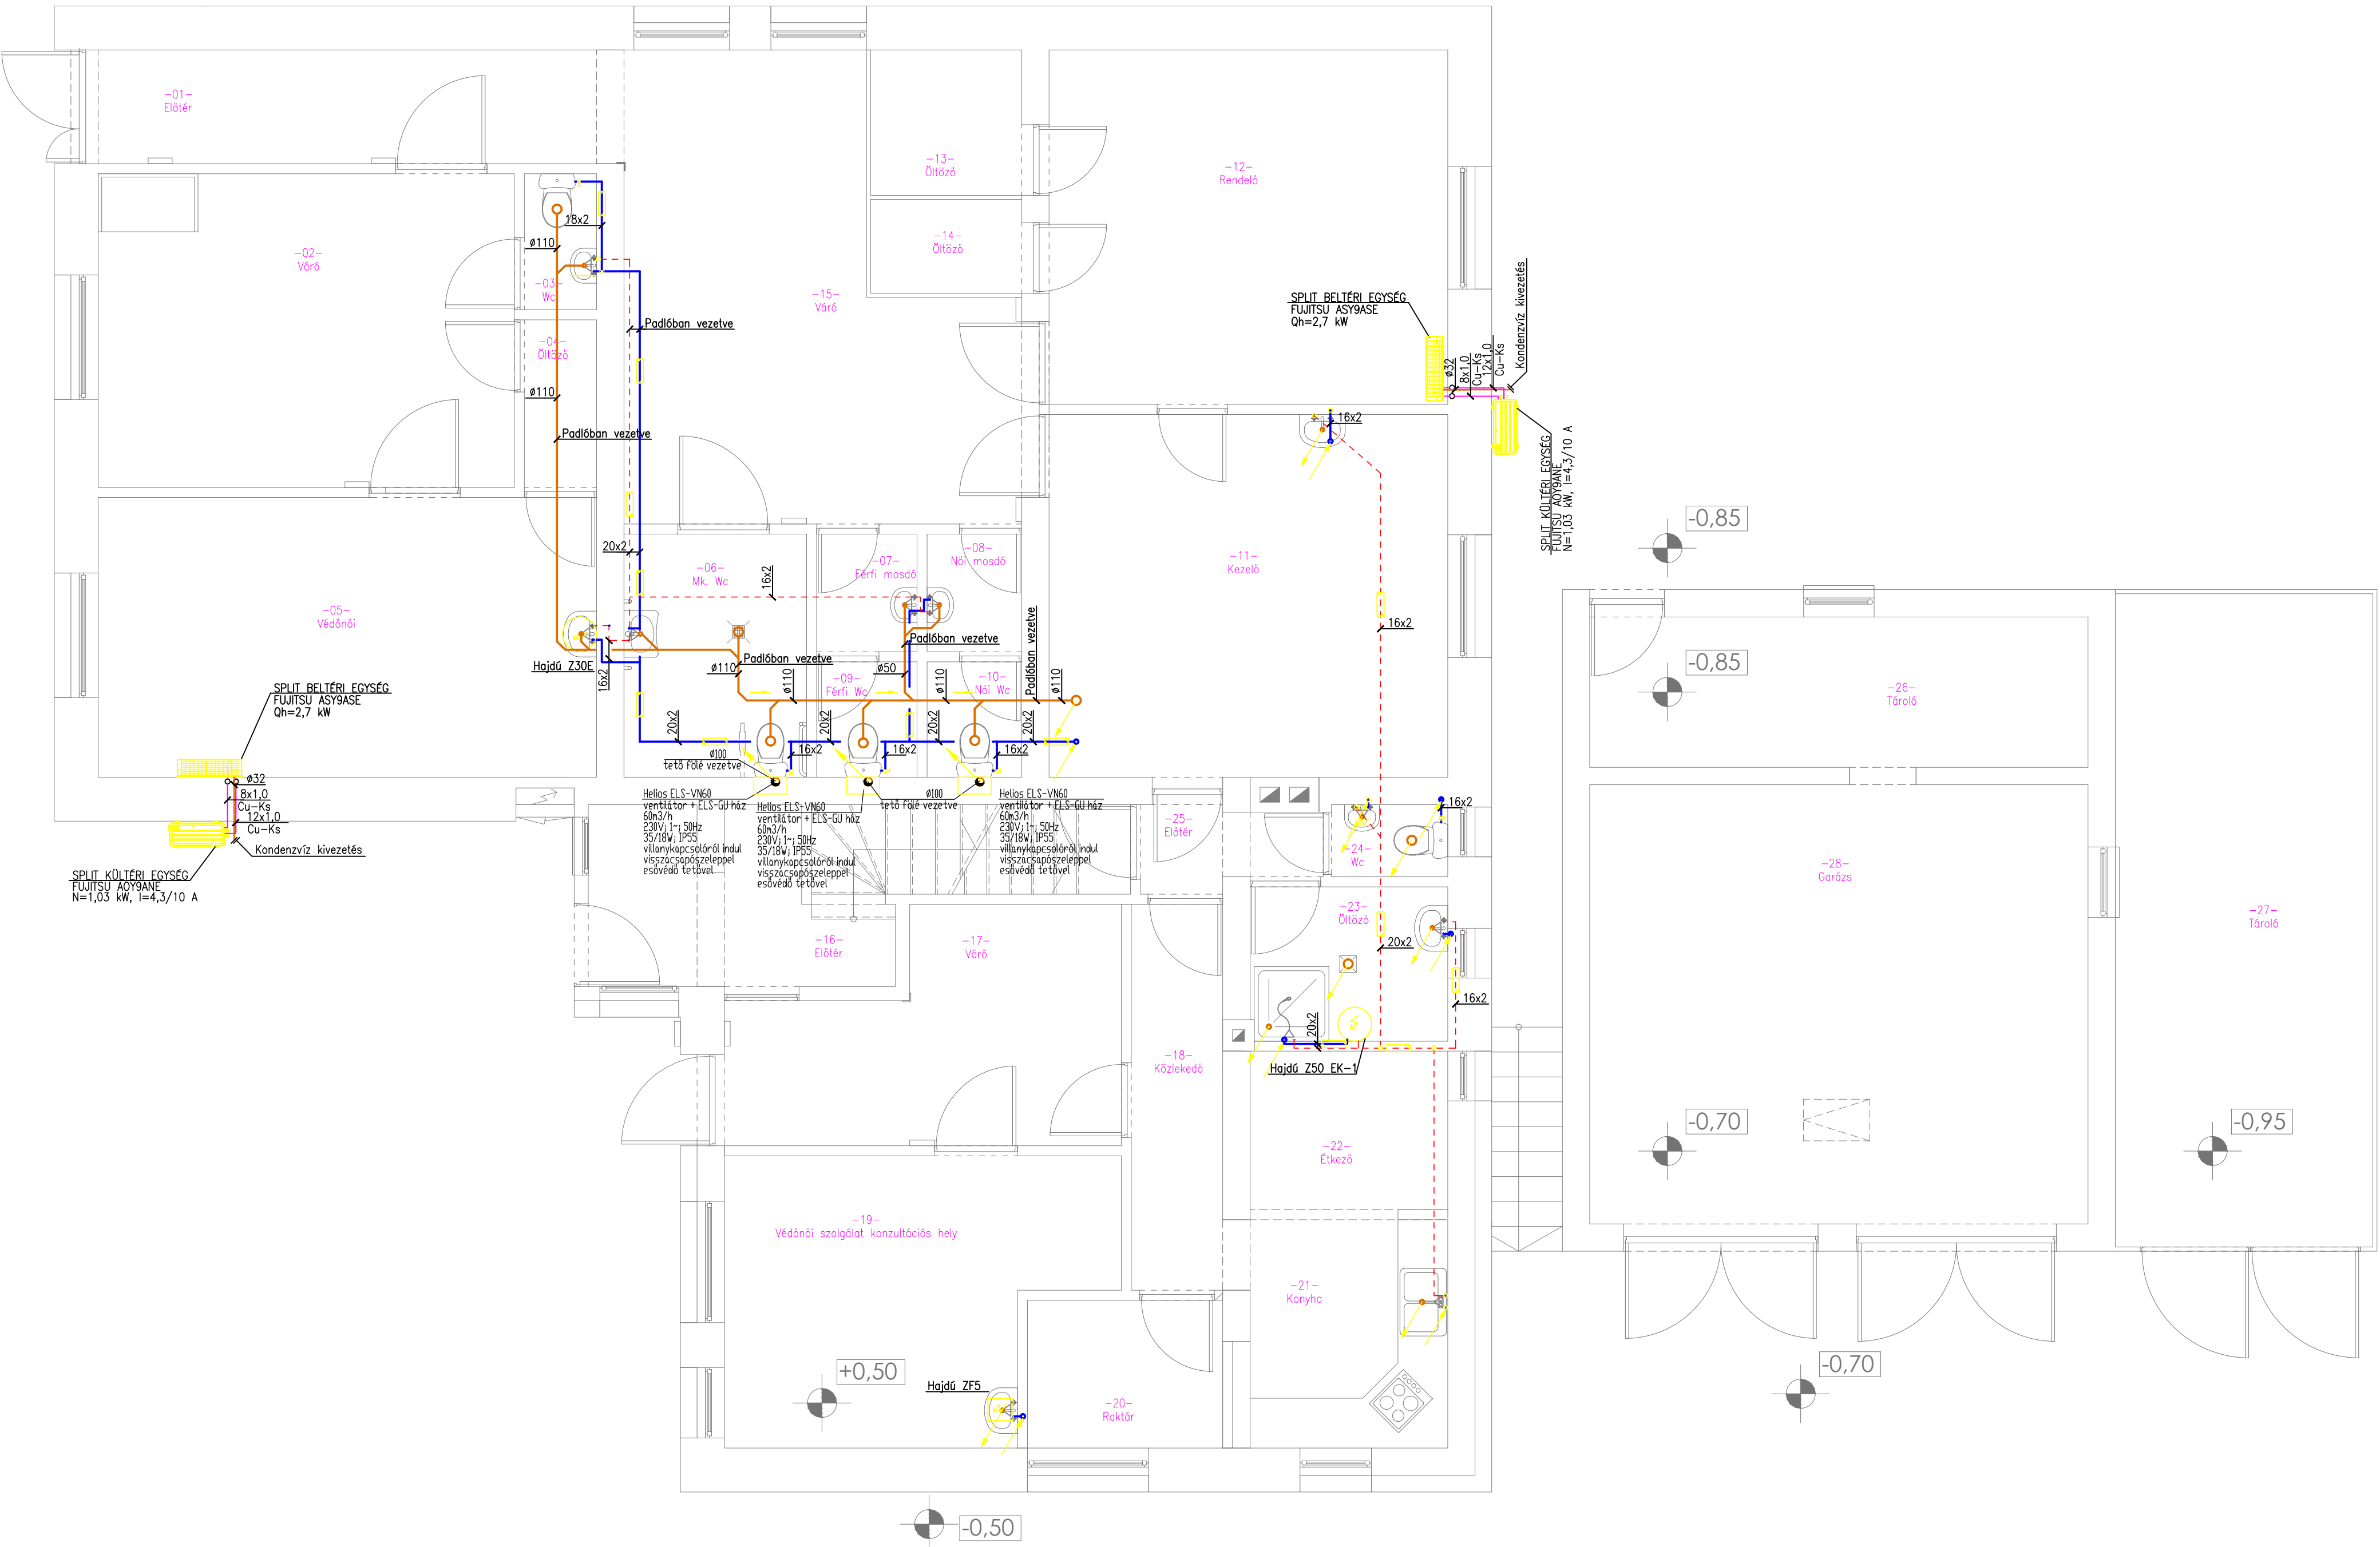 -01-
Előtér
-13-
Öltöző
-12-
Rendelő
18x2
ø110
-02-
Váró
-03-
Wc
-14-
Öltöző
-15-
Váró
Padlóban vezetve
-04-
Öltöző
ø110
Padlóban vezetve
SPLIT BELTÉRI EGYSÉG
FUJITSU ASY9ASE
Qh=2,7 kW
ø32
8x1,0
Cu-Ks
12x1,0
Cu-Ks
Kondenzvíz kivezetés
16x2
SPLIT KÜLTÉRI EGYSÉG
FUJITSU AOY9ANE
N=1,03 kW, I=4,3/10 A
-0,85
20x2
-06-
Mk. Wc
16x2
-07-
Férfi mosdó
-08-
Női mosdó
-11-
Kezelő
-05-
Védőnői
16x2
Padlóban vezetve
Padlóban vezetve
Hajdú Z30E
16x2
Padlóban vezetve
ø110
ø110
ø50
-09-
Férfi Wc
ø110
-10-
Női Wc
ø110
-0,85
-26-
Tároló
SPLIT BELTÉRI EGYSÉG
FUJITSU ASY9ASE
Qh=2,7 kW
20x2
20x2
20x2
20x2
16x2
16x2
16x2
ø100
tető fölé vezetve
ø32
8x1,0
Cu-Ks
12x1,0
Cu-Ks
Kondenzvíz kivezetés
SPLIT KÜLTÉRI EGYSÉG
FUJITSU AOY9ANE
N=1,03 kW, I=4,3/10 A
Helios ELS-VN60
ventilátor + ELS-GU ház
60m3/h
230V; 1~; 50Hz
35/18W; IP55
villanykapcsolóról indul
visszacsapószeleppel
esővédő tetővel
Helios ELS-VN60
ventilátor + ELS-GU ház
60m3/h
230V; 1~; 50Hz
35/18W; IP55
villanykapcsolóról indul
visszacsapószeleppel
esővédő tetővel
ø100
tető fölé vezetve
Helios ELS-VN60
ventilátor + ELS-GU ház
60m3/h
230V; 1~; 50Hz
35/18W; IP55
villanykapcsolóról indul
visszacsapószeleppel
esővédő tetővel
-25-
Előtér
16x2
-24-
Wc
-28-
Garázs
-23-
Öltöző
-27-
Tároló
-16-
Előtér
-17-
Váró
20x2
16x2
20x2
-18-
Közlekedő
Hajdú Z50 EK-1
-0,70
-0,95
-22-
Étkező
-19-
Védőnői szolgálat konzultációs hely
-21-
Konyha
+0,50
-0,70
Hajdú ZF5
-20-
Raktár
-0,50